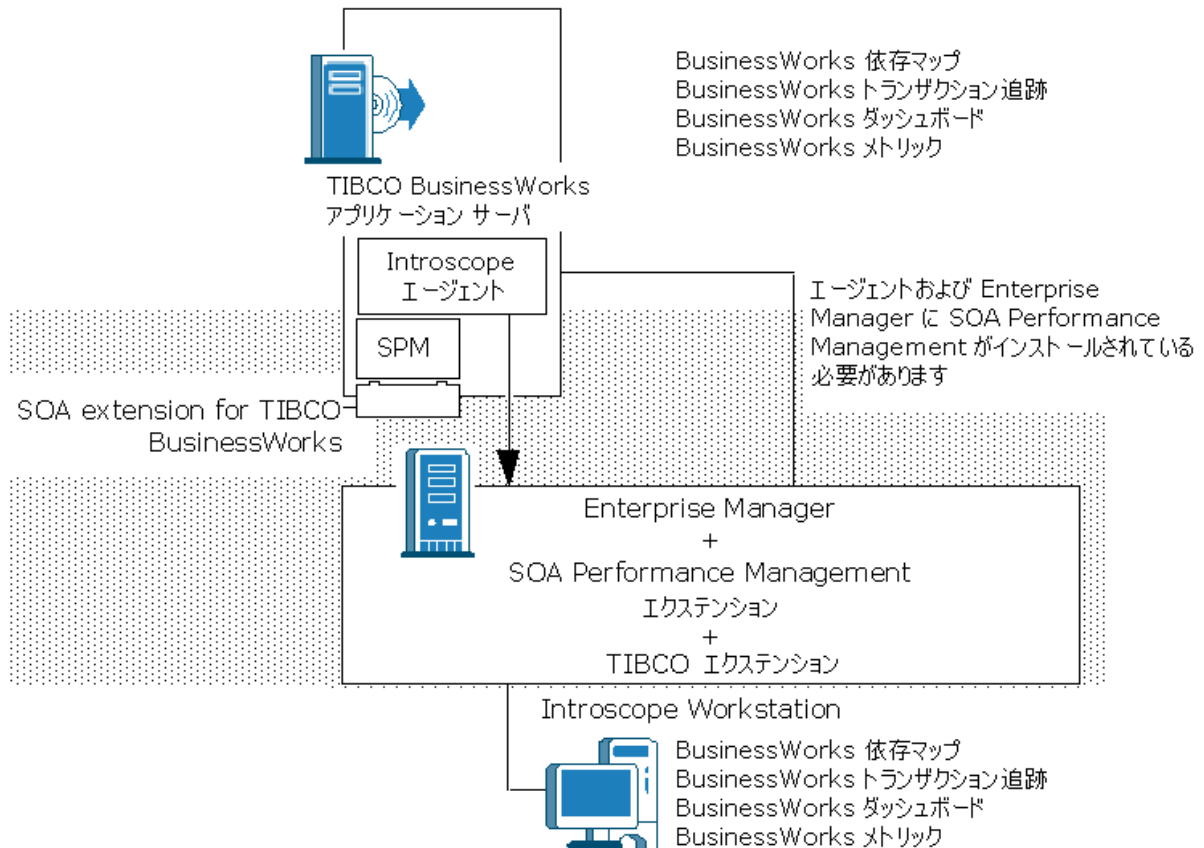 BusinessWorks 依存マップ
BusinessWorks トランザクション追跡
BusinessWorks ダッシュボード
BusinessWorks メトリック
TIBCO BusinessWorks
アプリケーション サーバ
Introscope
エージェント
エージェントおよび Enterprise
Manager に SOA Performance
Management がインストールされている
必要があります
SPM
SOA extension for TIBCO
BusinessWorks
Enterprise Manager
+
SOA Performance Management
エクステンション
+
TIBCO エクステンション
Introscope Workstation
BusinessWorks 依存マップ
BusinessWorks トランザクション追跡
BusinessWorks ダッシュボード
BusinessWorks メトリック